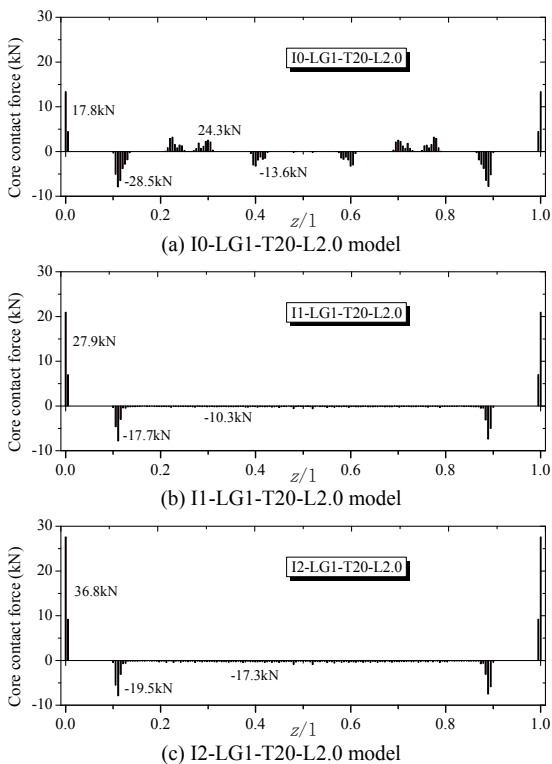 Core contact force (kN)
30
20
10
0
-10
I0-LG1-T20-L2.0
17.8kN
24.3kN
-28.5kN
-13.6kN
0.0 0.2 0.4 0.6 0.8 1.0
z/1
(a) I0-LG1-T20-L2.0 model
Core contact force (kN)
30
20
10
0
-10
I1-LG1-T20-L2.0
27.9kN
-10.3kN
-17.7kN
0.0 0.2 0.4 0.6 0.8 1.0
z/1
(b) I1-LG1-T20-L2.0 model
Core contact force (kN)
30
20
10
0
-10
I2-LG1-T20-L2.0
36.8kN
-17.3kN
-19.5kN
0.0 0.2 0.4 0.6 0.8 1.0
z/1
(c) I2-LG1-T20-L2.0 model